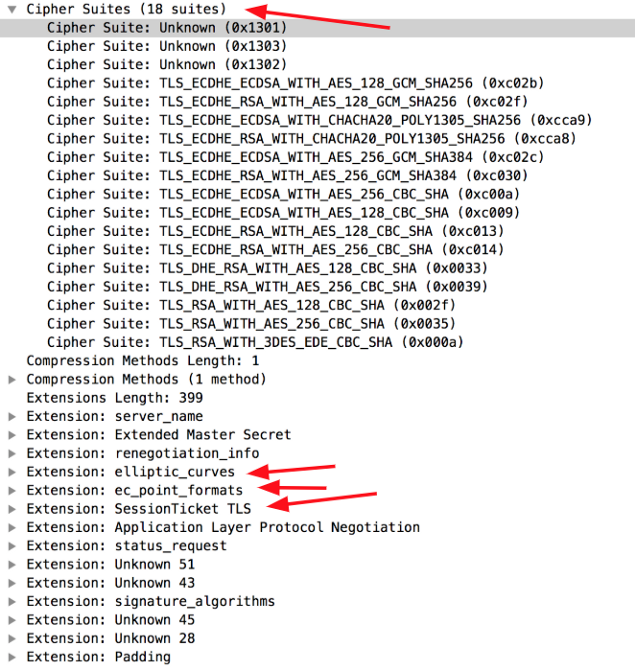 Cipher Suites (18 suites)
Cipher Suite: Unknown (0x1301)
Cipher Suite: Unknown (0x1303)
Cipher Suite: Unknown (0x1302)
Cipher Suite: TLS_ECDHE_ECDSA_WITH_AES_128_GCM_SHA256 (0xc02b)
Cipher Suite: TLS_ECDHE_RSA_WITH_AES_128_GCM_SHA256 (0xc02f)
Cipher Suite: TLS_ECDHE_ECDSA_WITH_CHACHA20_POLY1305_SHA256 (0xcca9)
Cipher Suite: TLS_ECDHE_RSA_WITH_CHACHA20_POLY1305_SHA256 (0xcca8)
Cipher Suite: TLS_ECDHE_ECDSA_WITH_AES_256_GCM_SHA384 (0xc02c)
Cipher Suite: TLS_ECDHE_RSA_WITH_AES_256_GCM_SHA384 (0xc030)
Cipher Suite: TLS_ECDHE_ECDSA_WITH_AES_256_CBC_SHA (0xc00a)
Cipher Suite: TLS_ECDHE_ECDSA_WITH_AES_128_CBC_SHA (0xc009)
Cipher Suite: TLS_ECDHE_RSA_WITH_AES_128_CBC_SHA (0xc013)
Cipher Suite: TLS_ECDHE_RSA_WITH_AES_256_CBC_SHA (0xc014)
Cipher Suite: TLS_DHE_RSA_WITH_AES_128_CBC_SHA (0x0033)
Cipher Suite: TLS_DHE_RSA_WITH_AES_256_CBC_SHA (0x0039)
Cipher Suite: TLS_RSA_WITH_AES_128_CBC_SHA (0x002f)
Cipher Suite: TLS_RSA_WITH_AES_256_CBC_SHA (0x0035)
Cipher Suite: TLS_RSA_WITH_3DES_EDE_CBC_SHA (0x000a)
Compression Methods Length: 1
Compression Methods (1 method)
Extensions Length: 399
Extension: server_name
Extension: Extended Master Secret
Extension: renegotiation_info
Extension: elliptic_curves
Extension: ec_point_formats
Extension: SessionTicket TLS
Extension: Application Layer Protocol Negotiation
Extension: status_request
Extension: Unknown 51
Extension: Unknown 43
Extension: signature_algorithms
Extension: Unknown 45
Extension: Unknown 28
Extension: Padding